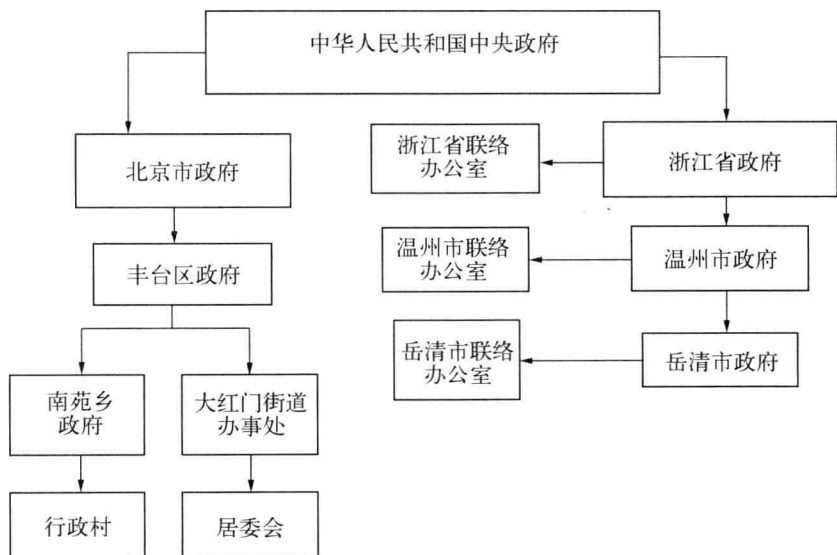 中华人民共和国中央政府
北京市政府
丰台区政府
南苑乡
政府
大红门街道
办事处
行政村
居委会
浙江省联络
办公室
浙江省政府
温州市联络
办公室
温州市政府
岳清市联络
办公室
岳清市政府